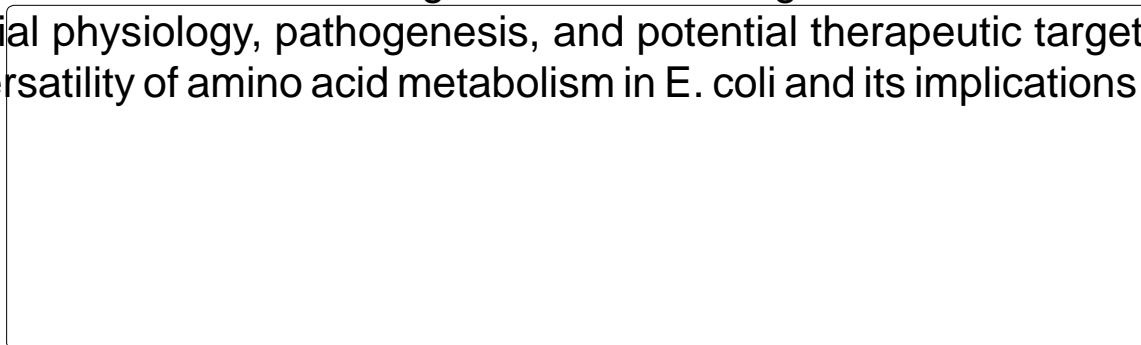 ial physiology, pathogenesis, and potential therapeutic target
rsatility of amino acid metabolism in E. coli and its implications